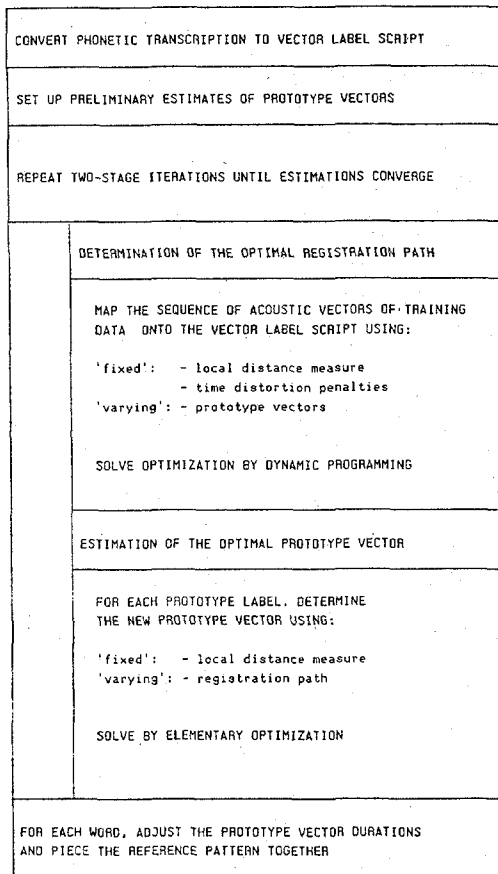 CONVERT PHONETIC TRANSCRIPTION TO VECTOR LABEL SCRIPT
SET UP PRELIMINARY ESTIMATES OF PROTOTYPE VECTORS
REPEAT TWO-STAGE ITERATIONS UNTIL ESTIMATIONS CONVERGE
DETERMINATION OF THE OPTIMAL REGISTRATION PATH
MAP THE SEQUENCE OF ACOUSTIC VECTORS OF TRAINING
DATA ONTO THE VECTOR LABEL SCRIPT USING:
'fixed': - local distance measure
- time distortion penalties
'varying': - prototype vectors
SOLVE OPTIMIZATION BY DYNAMIC PROGRAMMING
ESTIMATION OF THE OPTIMAL PROTOTYPE VECTOR
FOR EACH PROTOTYPE LABEL, DETERMINE
THE NEW PROTOTYPE VECTOR USING:
'fixed': - local distance measure
'varying': - registration path
SOLVE BY ELEMENTARY OPTIMIZATION
FOR EACH WORD, ADJUST THE PROTOTYPE VECTOR DURATIONS
AND PIECE THE REFERENCE PATTERN TOGETHER